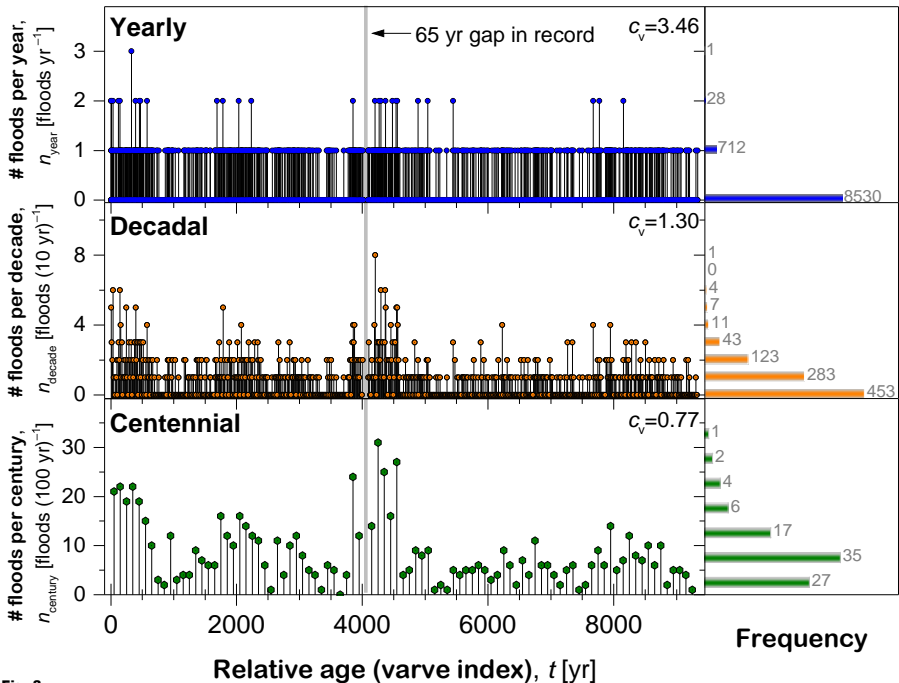 Yearly
65 yr gap in record
c_v=3.46
# floods per year,
n_year [floods yr⁻¹]
3
2
1
0
1
28
712
8530
Decadal
c_v=1.30
# floods per decade,
n_decade [floods (10 yr)⁻¹]
8
4
0
1
0
4
7
11
43
123
283
453
Centennial
c_v=0.77
# floods per century,
n_century [floods (100 yr)⁻¹]
30
20
10
0
1
2
4
6
17
35
27
0 2000 4000 6000 8000
Relative age (varve index), t [yr]
Frequency